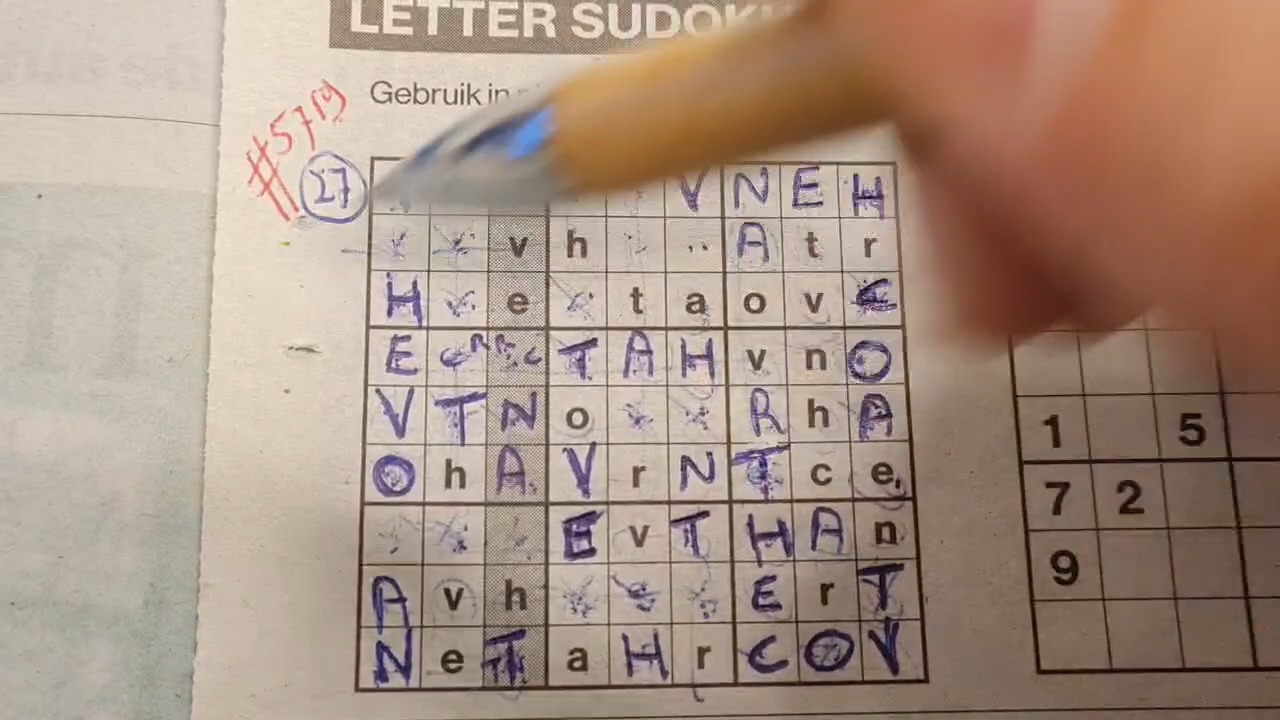 LETTER SUDOK
Gebruik in
#5719
27
V N E H
v h A t r
H e t a o v C
E T A H v n O
V T N o R h A
O h A V r N T c e
E v T H A n
A v h E r T
N e T a H r C O V
1 5
7 2
9